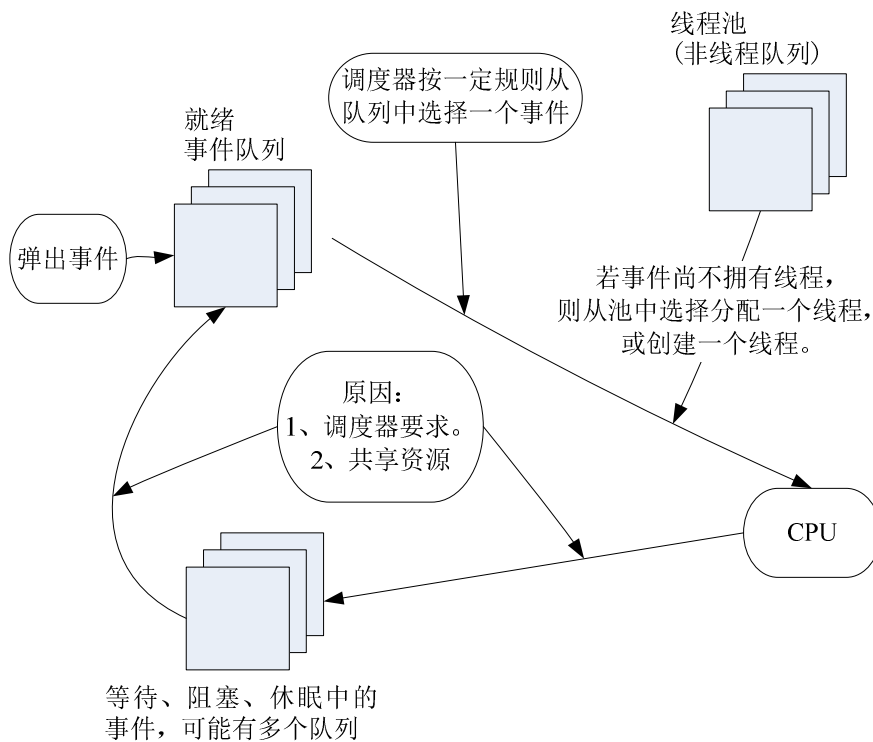 线程池
(非线程队列)
调度器按一定规则从
队列中选择一个事件
就绪
事件队列
弹出事件
若事件尚不拥有线程，
则从池中选择分配一个线程，
或创建一个线程。
原因：
1、调度器要求。
2、共享资源
CPU
等待、阻塞、休眠中的
事件，可能有多个队列